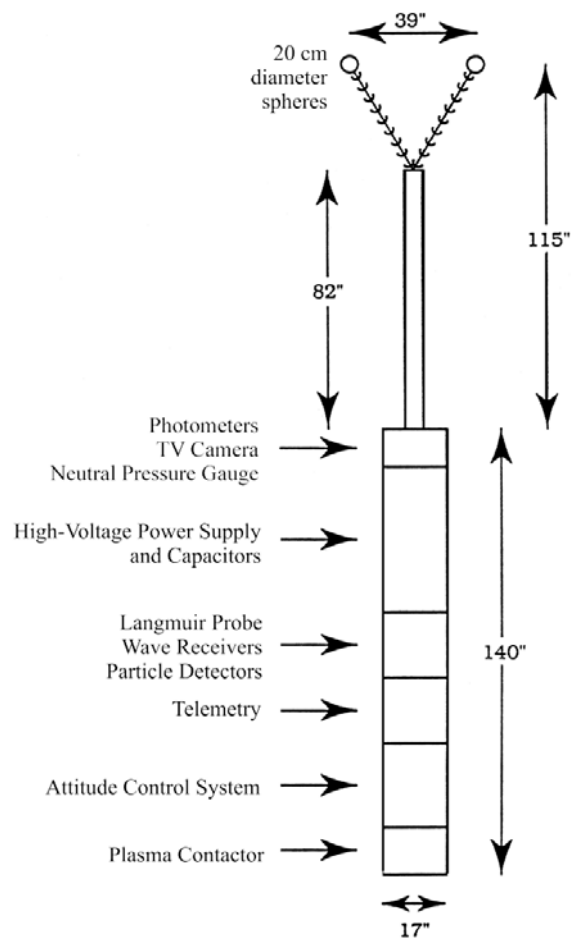 39"
20 cm
diameter
spheres
115"
82"
Photometers
TV Camera
Neutral Pressure Gauge
High-Voltage Power Supply
and Capacitors
Langmuir Probe
Wave Receivers
Particle Detectors
140"
Telemetry
Attitude Control System
Plasma Contactor
17"